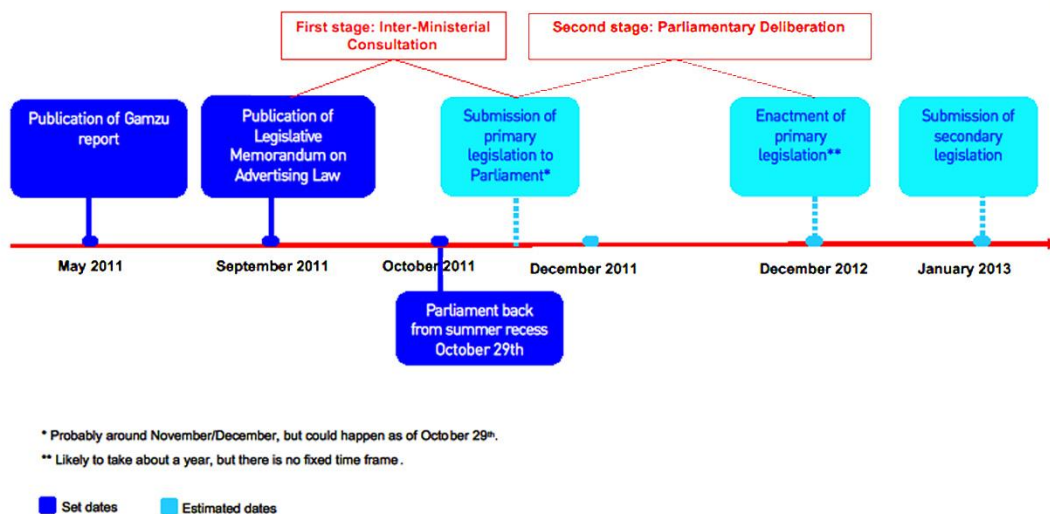 First stage: Inter-Ministerial
Consultation
Second stage: Parliamentary Deliberation
Publication of Gamzu
report
Publication of
Legislative
Memorandum on
Advertising Law
Submission of
primary
legislation to
Parliament*
Enactment of
primary
legislation**
Submission of
secondary
legislation
May 2011
September 2011
October 2011
December 2011
December 2012
January 2013
Parliament back
from summer recess
October 29th
* Probably around November/December, but could happen as of October 29th.
** Likely to take about a year, but there is no fixed time frame.
Set dates
Estimated dates